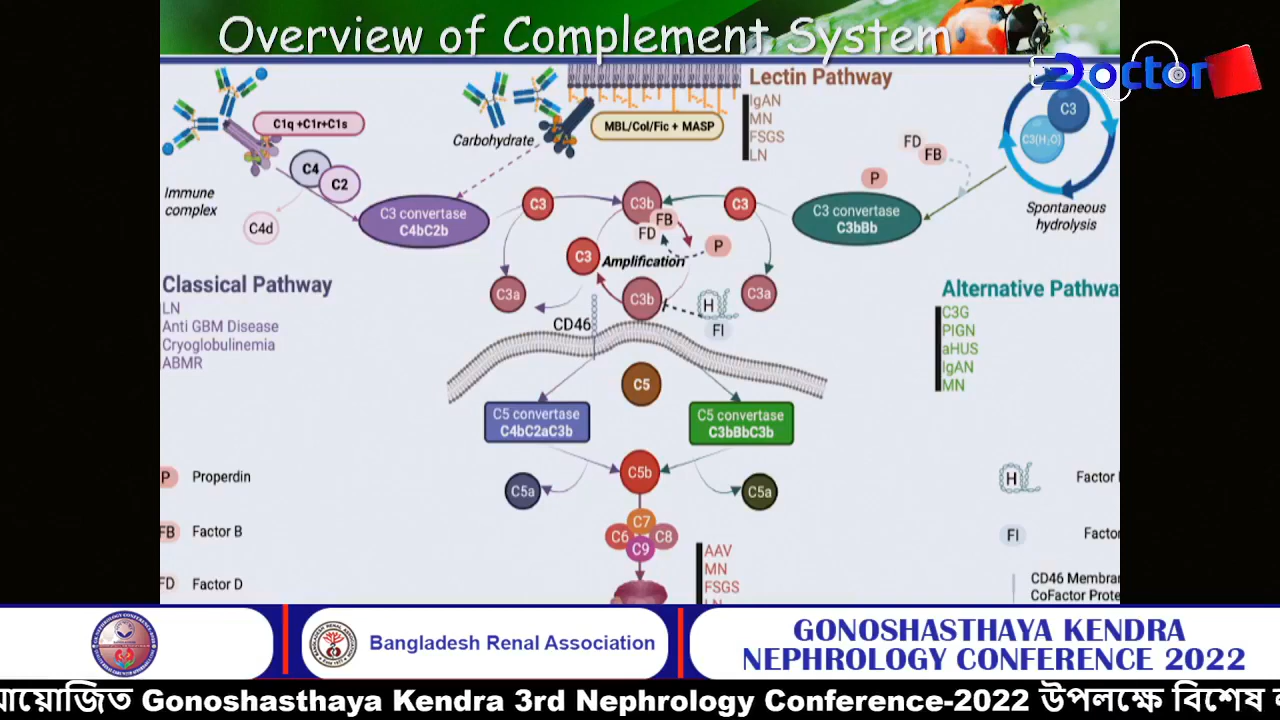 Overview of Complement System
Doctor
Lectin Pathway
IgAN
MN
FSGS
LN
C1q +C1r+C1s
MBL/Col/Fic + MASP
Carbohydrate
C4
C2
C4d
Immune
complex
C3 convertase
C4bC2b
C3
C3b
FB
FD
P
C3
Amplification
C3
C3b
C3a
C3a
H
FI
CD46
C3
C3(H₂O)
FD
FB
P
C3 convertase
C3bBb
Spontaneous
hydrolysis
Classical Pathway
LN
Anti GBM Disease
Cryoglobulinemia
ABMR
Alternative Pathwa
C3G
PIGN
aHUS
IgAN
MN
C5
C5 convertase
C4bC2aC3b
C5 convertase
C3bBbC3b
C5b
C5a
C5a
C7
C6
C8
C9
AAV
MN
FSGS
P Properdin
FB Factor B
FD Factor D
H Factor
FI Factor
CD46 Membra
CoFactor Prote
Bangladesh Renal Association
GONOSHASTHAYA KENDRA
NEPHROLOGY CONFERENCE 2022
য়োজিত Gonoshasthaya Kendra 3rd Nephrology Conference-2022 উপলক্ষে বিশেষ